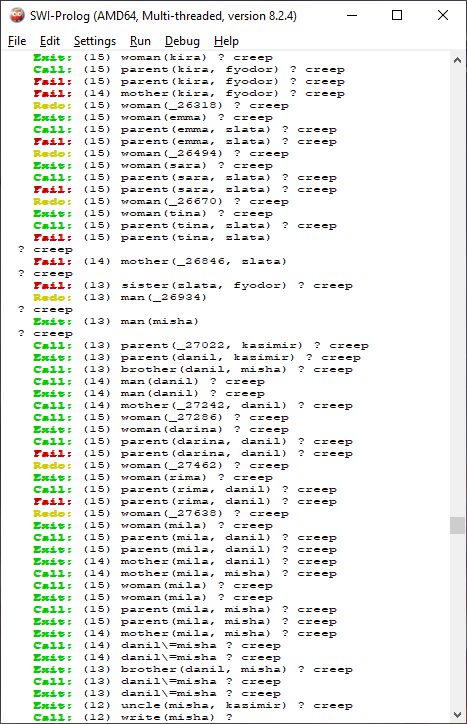 SWI-Prolog (AMD64, Multi-threaded, version 8.2.4)
File Edit Settings Run Debug Help
Exit: (15) woman(kira) ? creep
Call: (15) parent(kira, fyodor) ? creep
Fail: (15) parent(kira, fyodor) ? creep
Fail: (14) mother(kira, fyodor) ? creep
Redo: (15) woman(_26318) ? creep
Exit: (15) woman(emma) ? creep
Call: (15) parent(emma, zlata) ? creep
Fail: (15) parent(emma, zlata) ? creep
Redo: (15) woman(_26494) ? creep
Exit: (15) woman(sara) ? creep
Call: (15) parent(sara, zlata) ? creep
Fail: (15) parent(sara, zlata) ? creep
Redo: (15) woman(_26670) ? creep
Exit: (15) woman(tina) ? creep
Call: (15) parent(tina, zlata) ? creep
Fail: (15) parent(tina, zlata)
? creep
Fail: (14) mother(_26846, zlata)
? creep
Fail: (13) sister(zlata, fyodor) ? creep
Redo: (13) man(_26934)
? creep
Exit: (13) man(misha)
? creep
Call: (13) parent(_27022, kazimir) ? creep
Exit: (13) parent(danil, kazimir) ? creep
Call: (13) brother(danil, misha) ? creep
Call: (14) man(danil) ? creep
Exit: (14) man(danil) ? creep
Call: (14) mother(_27242, danil) ? creep
Call: (15) woman(_27286) ? creep
Exit: (15) woman(darina) ? creep
Call: (15) parent(darina, danil) ? creep
Fail: (15) parent(darina, danil) ? creep
Redo: (15) woman(_27462) ? creep
Exit: (15) woman(rima) ? creep
Call: (15) parent(rima, danil) ? creep
Fail: (15) parent(rima, danil) ? creep
Redo: (15) woman(_27638) ? creep
Exit: (15) woman(mila) ? creep
Call: (15) parent(mila, danil) ? creep
Exit: (15) parent(mila, danil) ? creep
Exit: (14) mother(mila, danil) ? creep
Call: (14) mother(mila, misha) ? creep
Call: (15) woman(mila) ? creep
Exit: (15) woman(mila) ? creep
Call: (15) parent(mila, misha) ? creep
Exit: (15) parent(mila, misha) ? creep
Exit: (14) mother(mila, misha) ? creep
Call: (14) danil\=misha ? creep
Exit: (14) danil\=misha ? creep
Exit: (13) brother(danil, misha) ? creep
Call: (13) danil\=misha ? creep
Exit: (13) danil\=misha ? creep
Exit: (12) uncle(misha, kazimir) ? creep
Call: (12) write(misha) ?